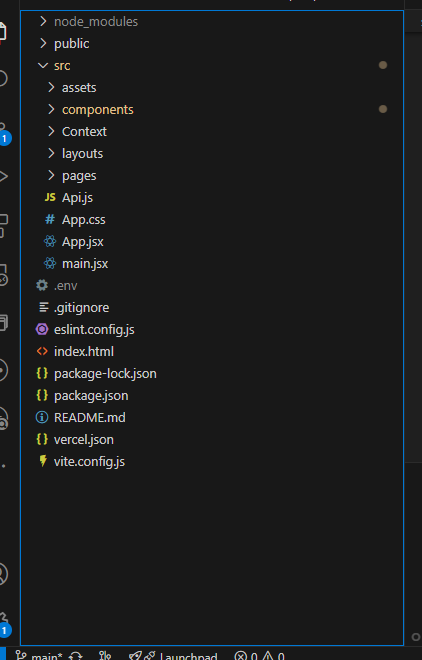 node_modules
public
src
assets
components
Context
layouts
pages
JS Api.js
# App.css
App.jsx
main.jsx
.env
.gitignore
eslint.config.js
<> index.html
{} package-lock.json
{} package.json
README.md
{} vercel.json
vite.config.js
1
1
main* Launchpad 0 0